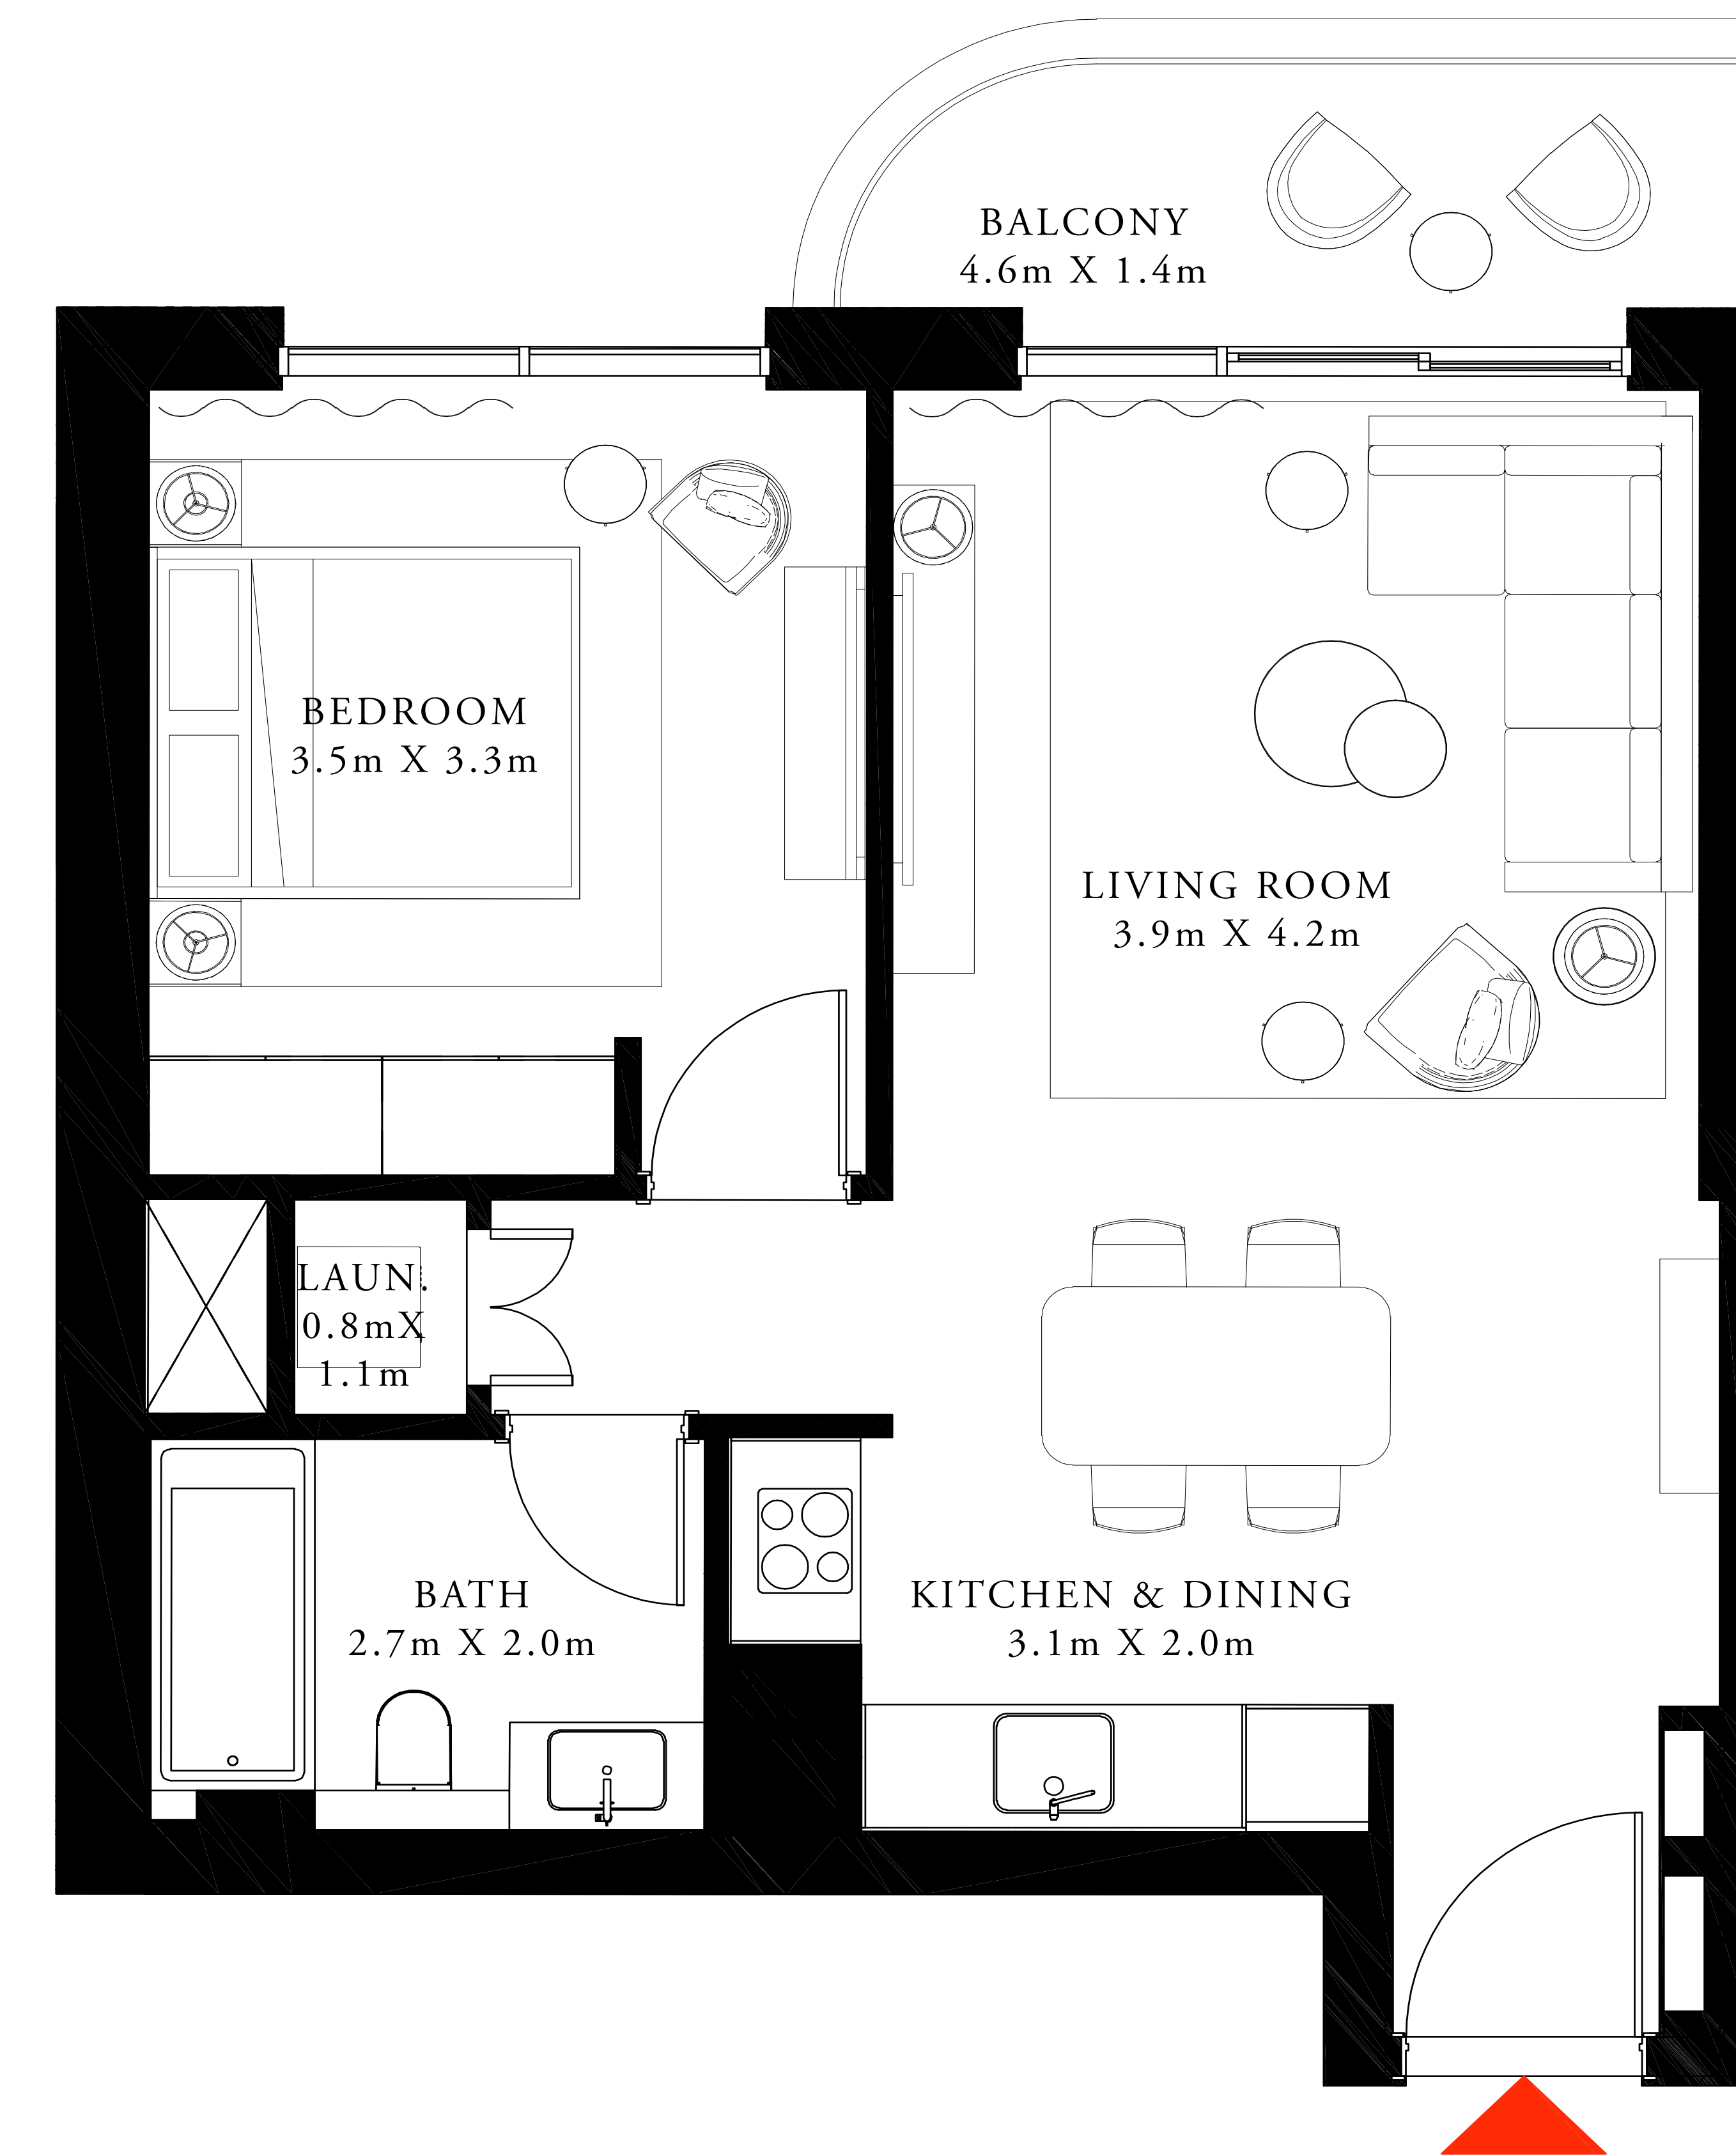 BALCONY
4.6m X 1.4m
BEDROOM
3.5m X 3.3m
LIVING ROOM
3.9m X 4.2m
LAUN.
0.8mX
1.1m
BATH
2.7m X 2.0m
KITCHEN & DINING
3.1m X 2.0m